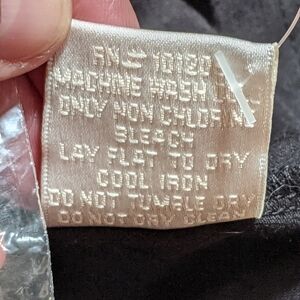 RN
MACHINE WASH
ONLY NON CHLORINE
BLEACH
LAY FLAT TO DRY
COOL IRON
DO NOT TUMBLE DRY
DO NOT DRY CLEAN